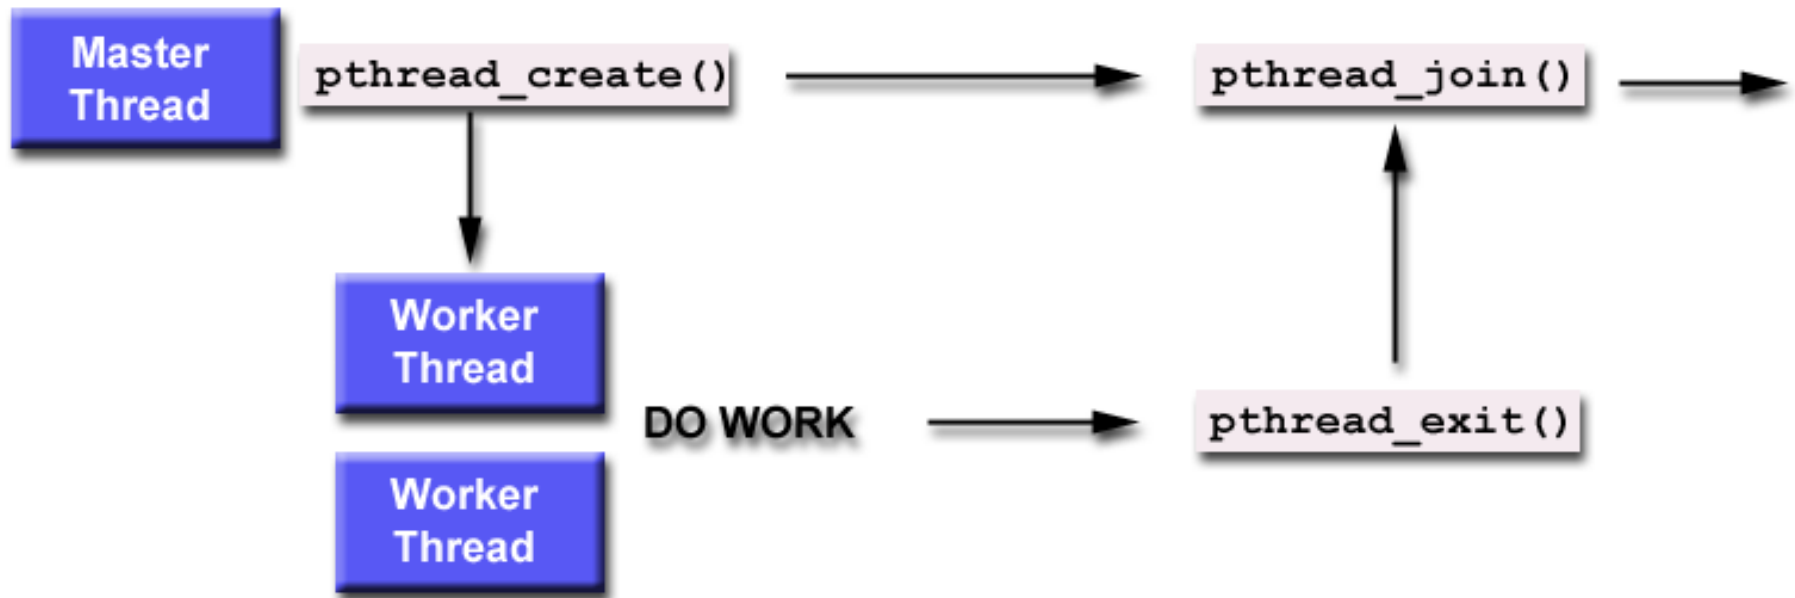 Master
Thread
pthread_create()
pthread_join()
Worker
Thread
DO WORK
pthread_exit()
Worker
Thread